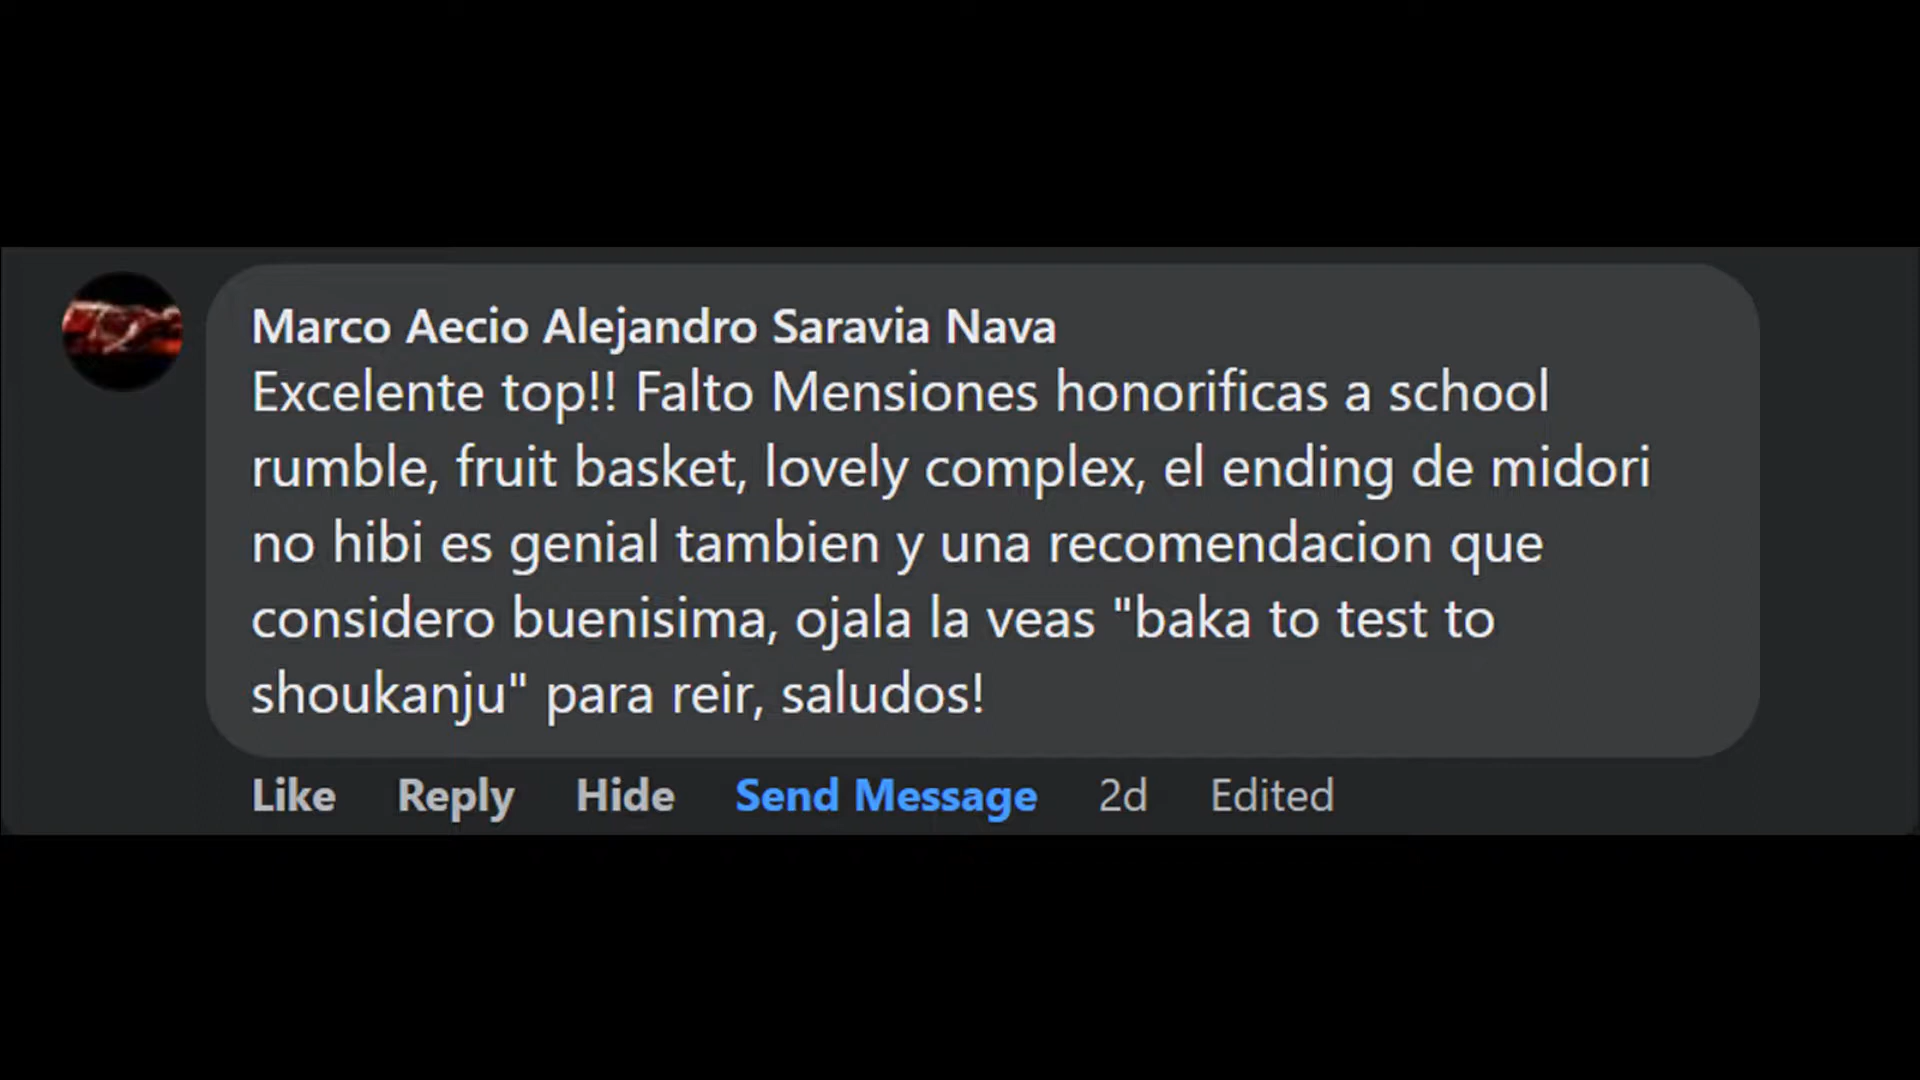 Marco Aecio Alejandro Saravia Nava
Excelente top!! Falto Mensiones honorificas a school
rumble, fruit basket, lovely complex, el ending de midori
no hibi es genial tambien y una recomendacion que
considero buenisima, ojala la veas "baka to test to
shoukanju" para reir, saludos!
Like Reply Hide Send Message 2d Edited